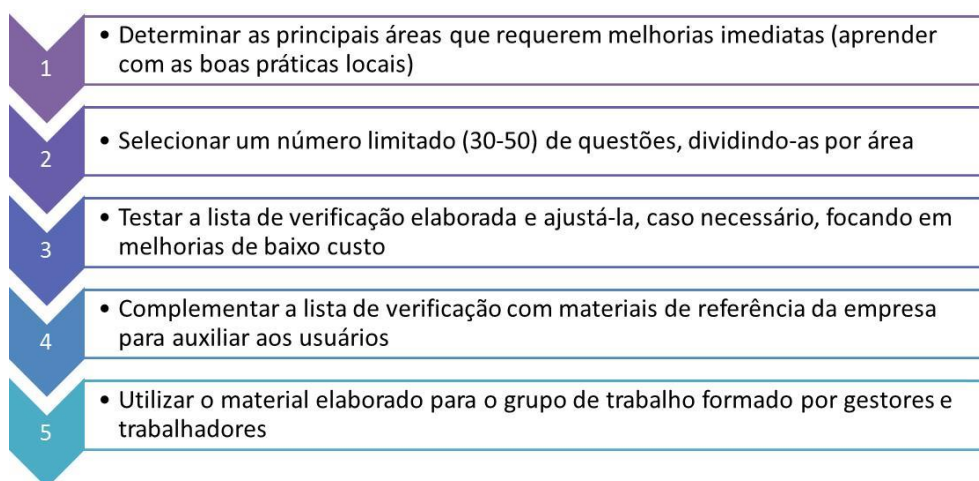 1
• Determinar as principais áreas que requerem melhorias imediatas (aprender
com as boas práticas locais)
2
• Selecionar um número limitado (30-50) de questões, dividindo-as por área
3
• Testar a lista de verificação elaborada e ajustá-la, caso necessário, focando em
melhorias de baixo custo
4
• Complementar a lista de verificação com materiais de referência da empresa
para auxiliar aos usuários
5
• Utilizar o material elaborado para o grupo de trabalho formado por gestores e
trabalhadores